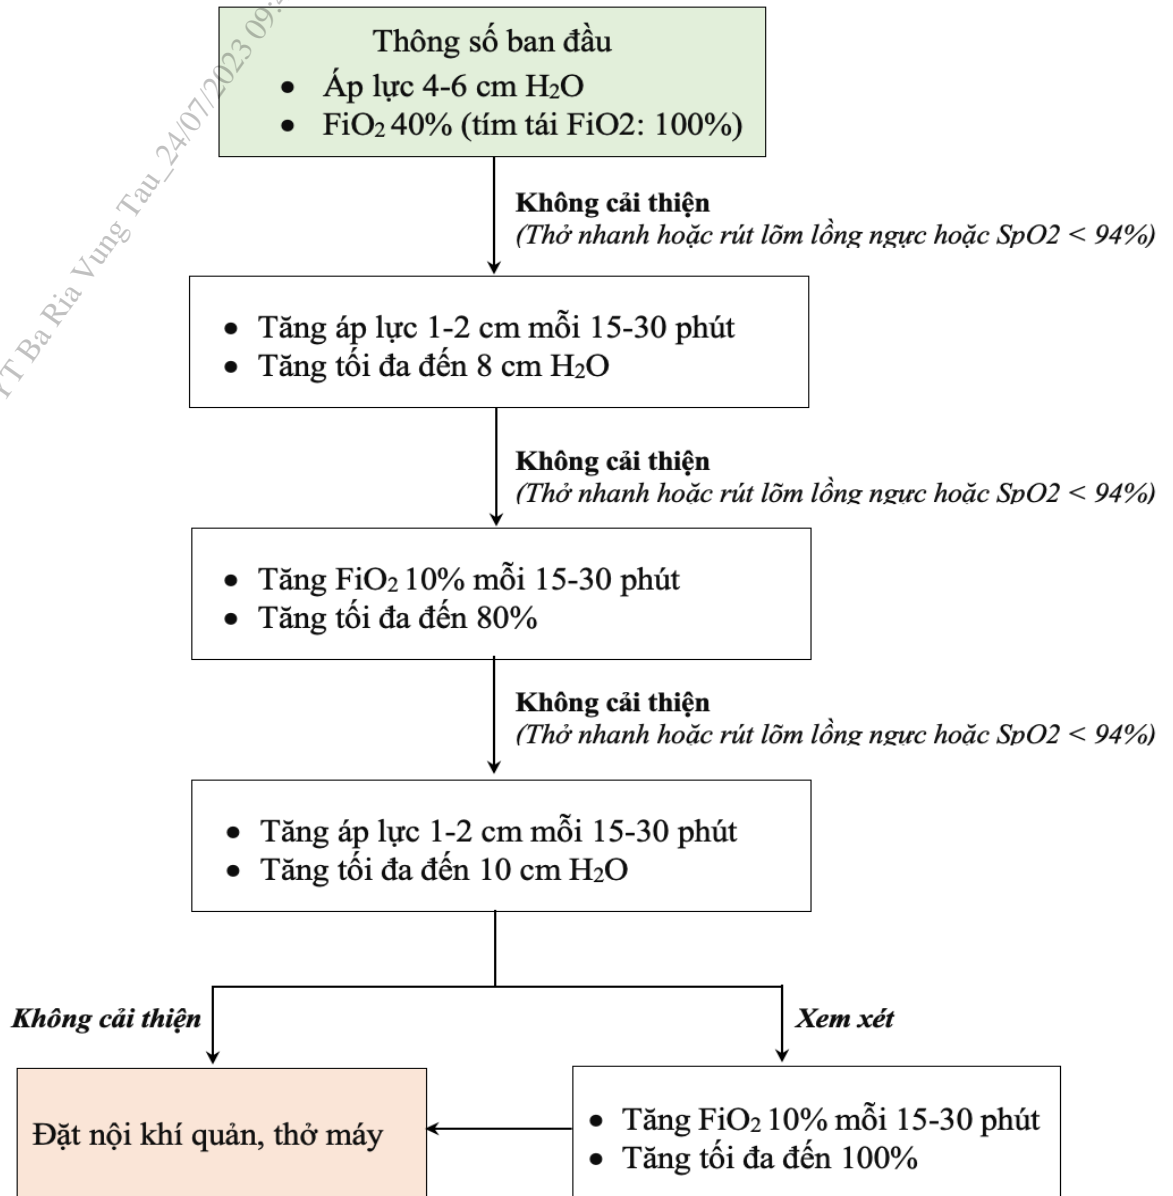 Thông số ban đầu
• Áp lực 4-6 cm H₂O
• FiO₂ 40% (tím tái FiO2: 100%)
Không cải thiện
(Thở nhanh hoặc rút lõm lồng ngực hoặc SpO2 < 94%)
• Tăng áp lực 1-2 cm mỗi 15-30 phút
• Tăng tối đa đến 8 cm H₂O
Không cải thiện
(Thở nhanh hoặc rút lõm lồng ngực hoặc SpO2 < 94%)
• Tăng FiO₂ 10% mỗi 15-30 phút
• Tăng tối đa đến 80%
Không cải thiện
(Thở nhanh hoặc rút lõm lồng ngực hoặc SpO2 < 94%)
• Tăng áp lực 1-2 cm mỗi 15-30 phút
• Tăng tối đa đến 10 cm H₂O
Không cải thiện
Xem xét
Đặt nội khí quản, thở máy
• Tăng FiO₂ 10% mỗi 15-30 phút
• Tăng tối đa đến 100%
Ba Ria Vung Tau_24/07/2023